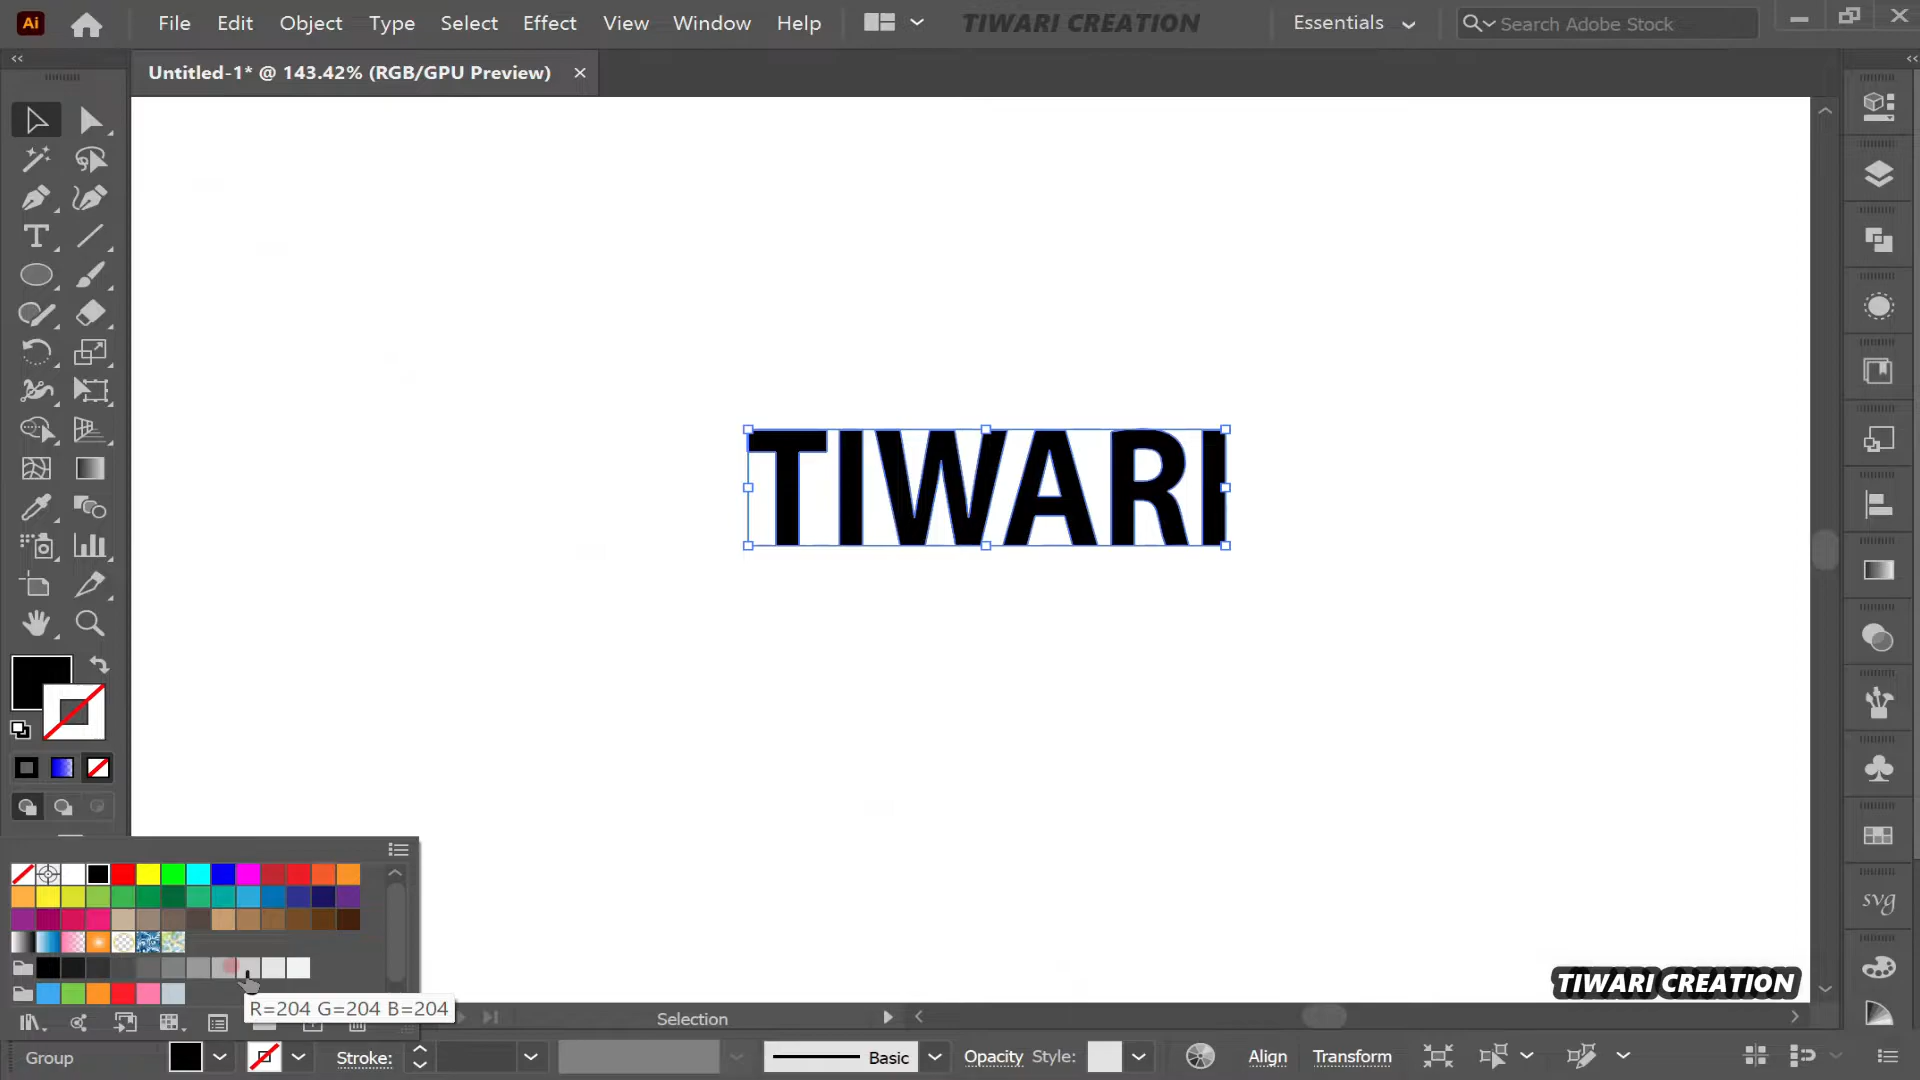 Ai File Edit Object Type Select Effect View Window Help TIWARI CREATION Essentials Search Adobe Stock
Untitled-1* @ 143.42% (RGB/GPU Preview)
TIWARI
svg
TIWARI CREATION
R=204 G=204 B=204
Selection
Group Stroke: Basic Opacity Style: Align Transform